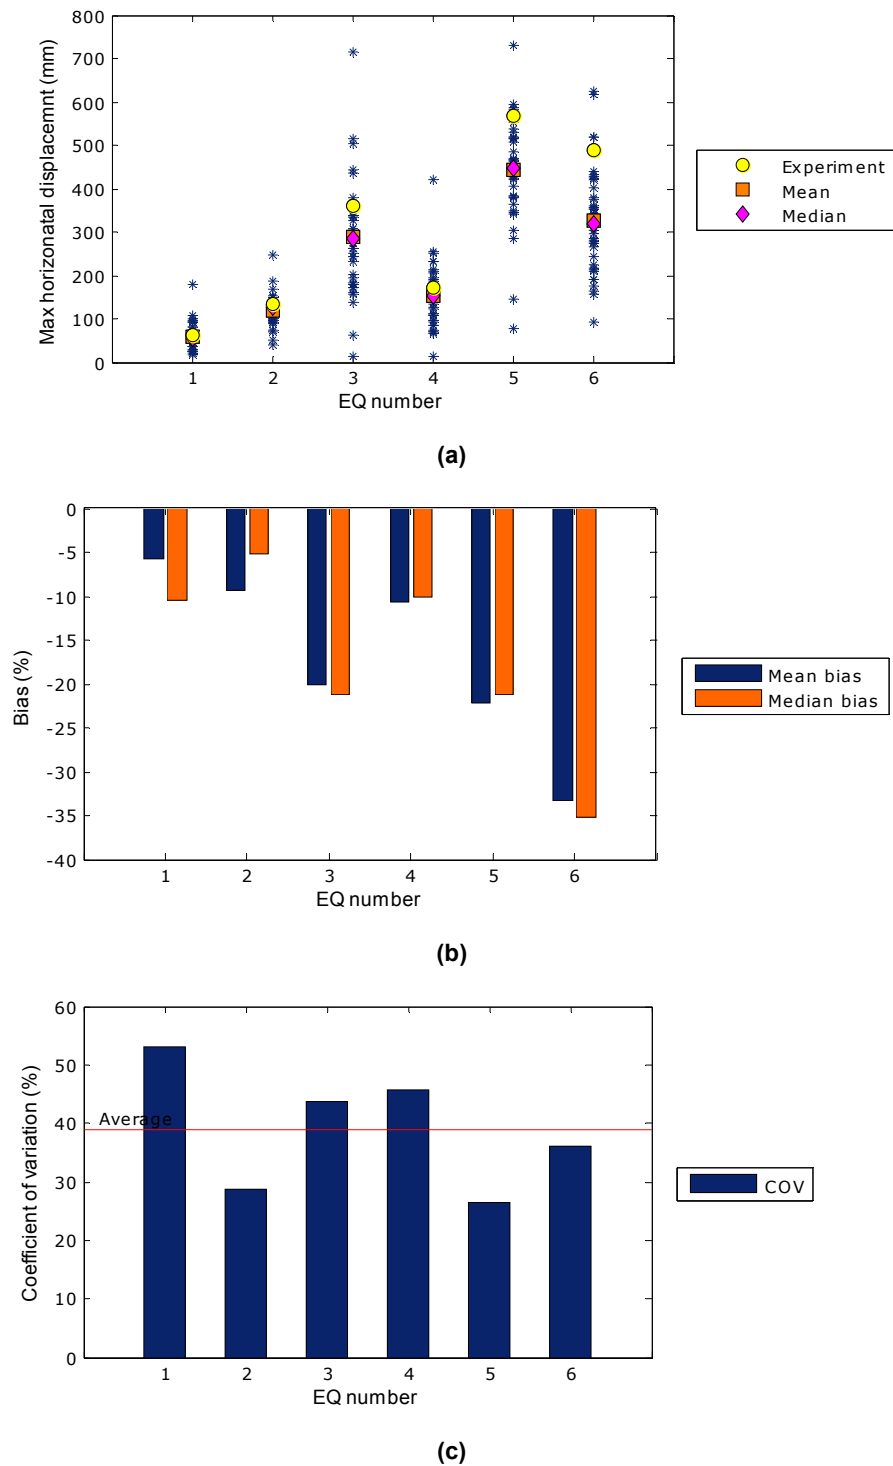 800
700
600
500
400
300
200
100
0
Max horizonatal displacemnt (mm)
1 2 3 4 5 6
EQ number
Experiment
Mean
Median
(a)
0
-5
-10
-15
-20
-25
-30
-35
-40
Bias (%)
1 2 3 4 5 6
EQ number
Mean bias
Median bias
(b)
60
50
40
30
20
10
0
Coefficient of variation (%)
Average
1 2 3 4 5 6
EQ number
COV
(c)